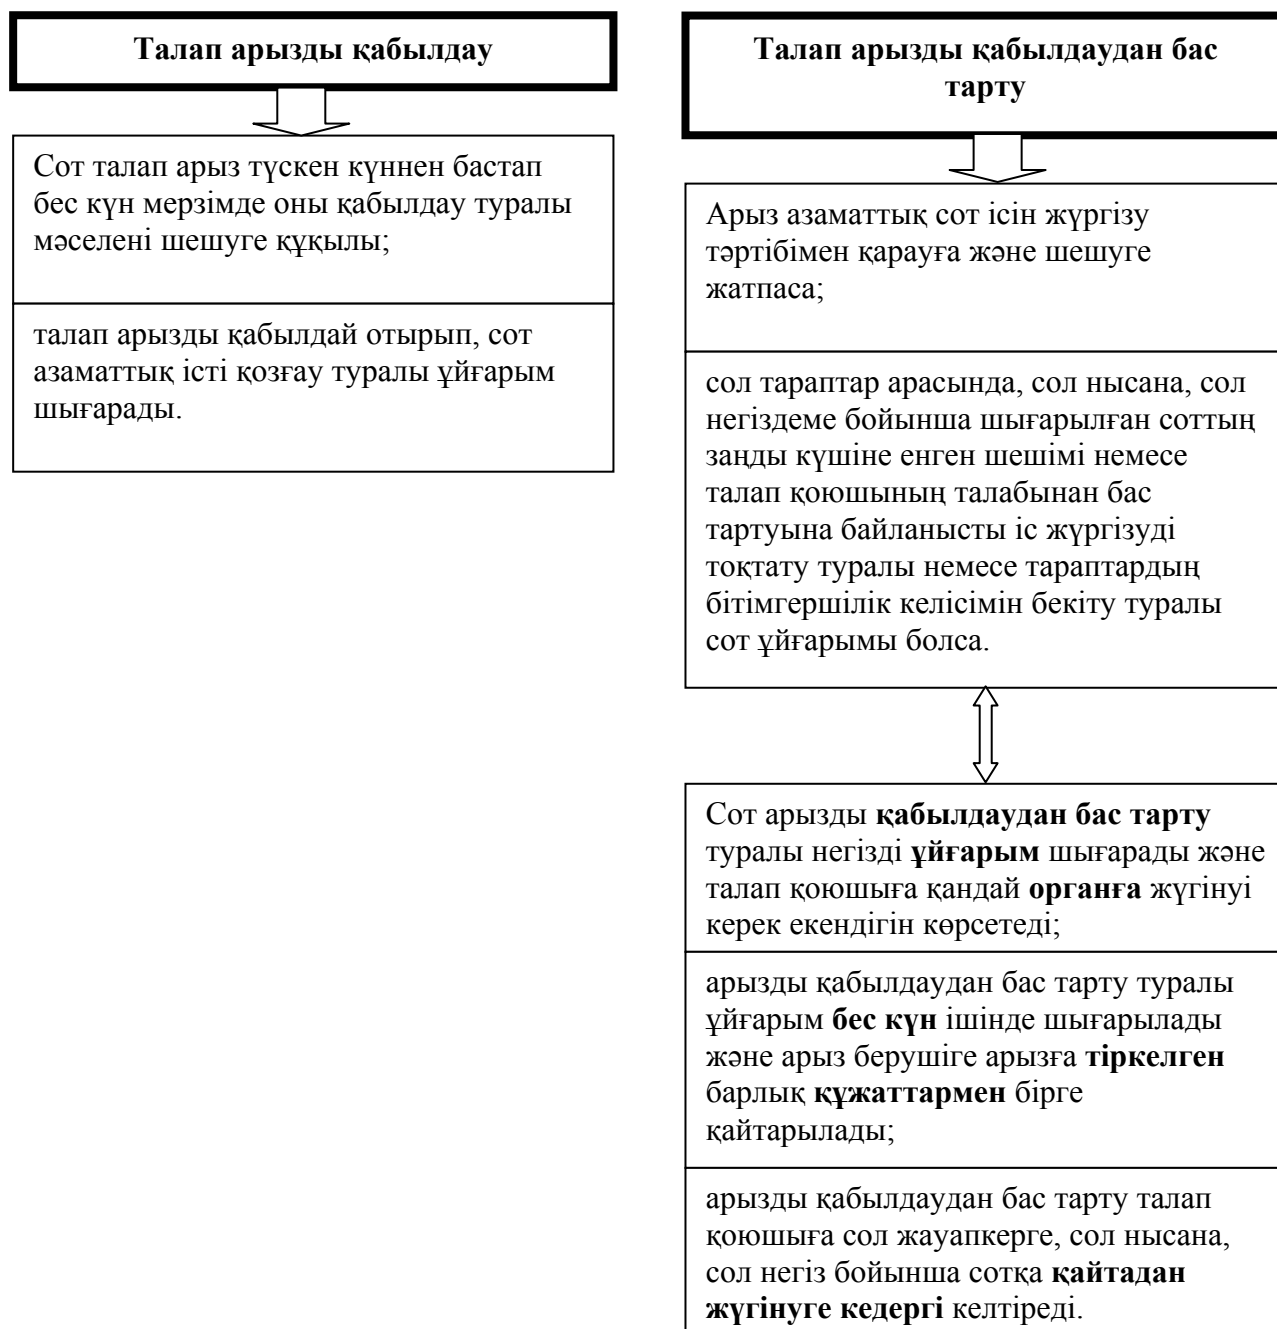 Талап арызды қабылдау
Сот талап арыз түскен күннен бастап
бес күн мерзімде оны қабылдау туралы
мәселені шешуге құқылы;
талап арызды қабылдай отырып, сот
азаматтық істі қозғау туралы ұйғарым
шығарады.
Талап арызды қабылдаудан бас
тарту
Арыз азаматтық сот ісін жүргізу
тәртібімен қарауға және шешуге
жатпаса;
сол тараптар арасында, сол нысана, сол
негіздеме бойынша шығарылған соттың
заңды күшіне енген шешімі немесе
талап қоюшының талабынан бас
тартуына байланысты іс жүргізуді
тоқтату туралы немесе тараптардың
бітімгершілік келісімін бекіту туралы
сот ұйғарымы болса.
Сот арызды қабылдаудан бас тарту
туралы негізді ұйғарым шығарады және
талап қоюшыға қандай органға жүгінуі
керек екендігін көрсетеді;
арызды қабылдаудан бас тарту туралы
ұйғарым бес күн ішінде шығарылады
және арыз берушіге арызға тіркелген
барлық құжаттармен бірге
қайтарылады;
арызды қабылдаудан бас тарту талап
қоюшыға сол жауапкерге, сол нысана,
сол негіз бойынша сотқа қайтадан
жүгінуге кедергі келтіреді.